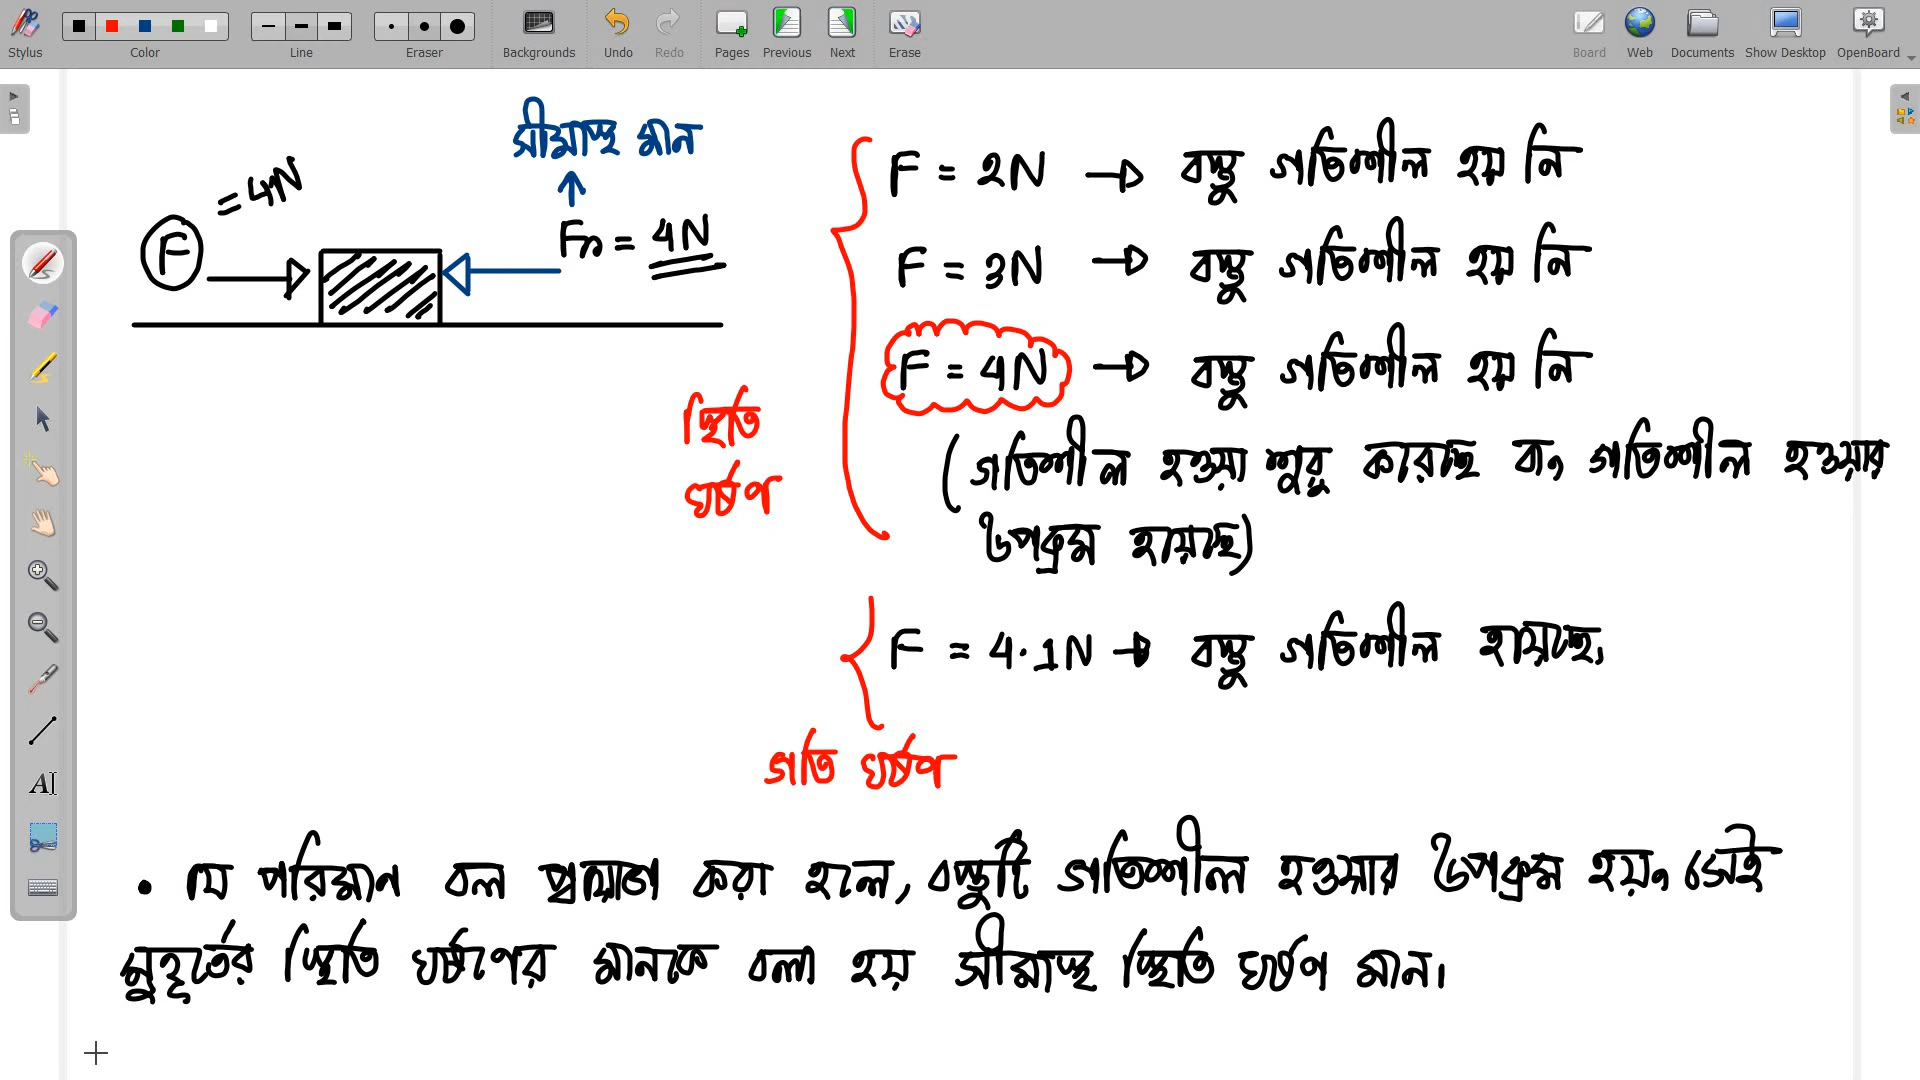 Stylus Color Line Eraser Backgrounds Undo Redo Pages Previous Next Erase Board Web Documents Show Desktop OpenBoard
সীমাস্থ মান
= 4N
F
Fs = 4N
F = 2N → বস্তু গতিশীল হয় নি
F = 3N → বস্তু গতিশীল হয় নি
F = 4N → বস্তু গতিশীল হয় নি
(গতিশীল হওয়া শুরু করেছে বা, গতিশীল হওয়ার
উপক্রম হয়েছে)
স্থিতি
ঘর্ষণ
F = 4.1N → বস্তু গতিশীল হয়েছে,
গতি ঘর্ষণ
• যে পরিমান বল প্রয়োগ করা হলে, বস্তুটি গতিশীল হওয়ার উপক্রম হয়, সেই
মুহূর্তের স্থিতি ঘর্ষণের মানকে বলা হয় সীমাস্থ স্থিতি ঘর্ষণ মান।